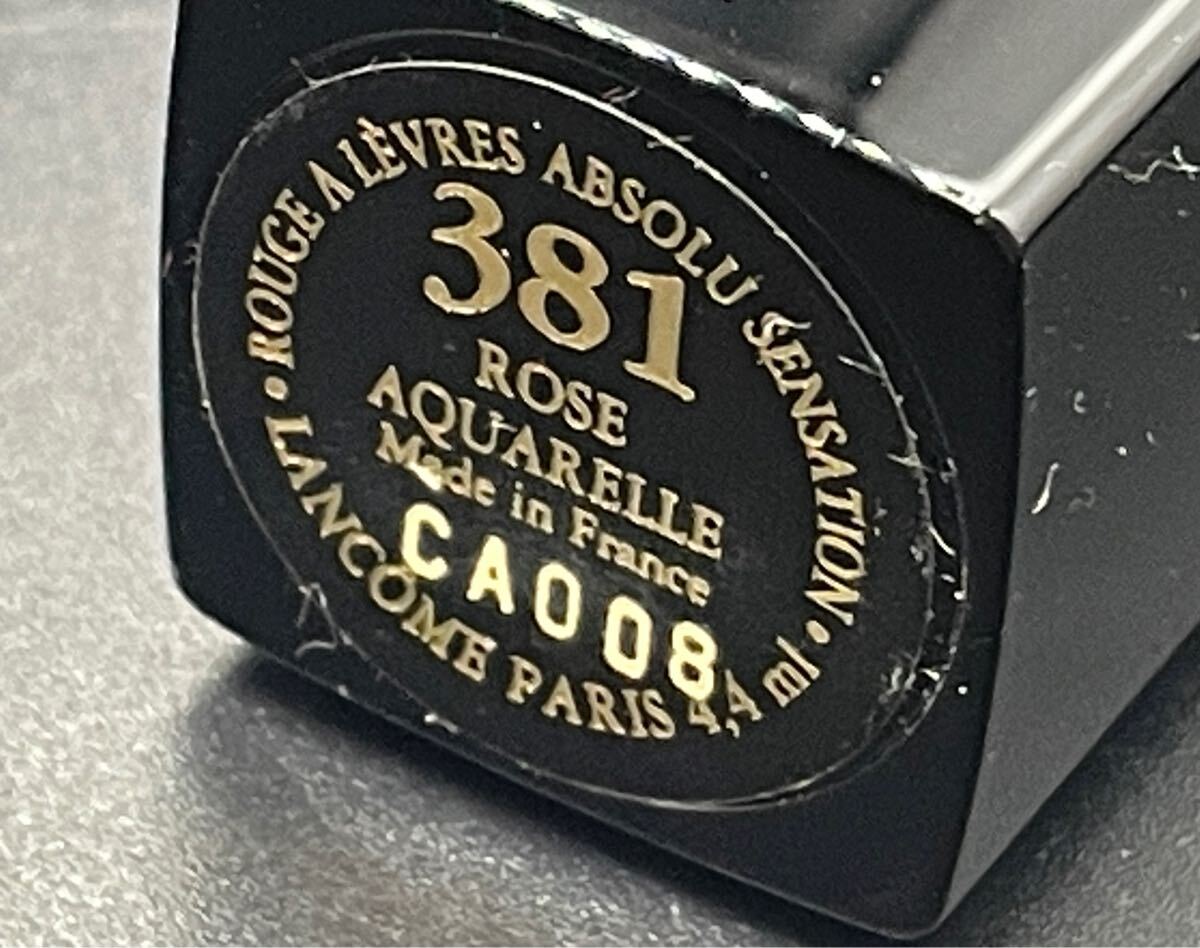 • ROUGE A LÈVRES ABSOLU SENSATION •
381
ROSE
AQUARELLE
Made in France
CA008
LANCÔME PARIS 4,4 ml